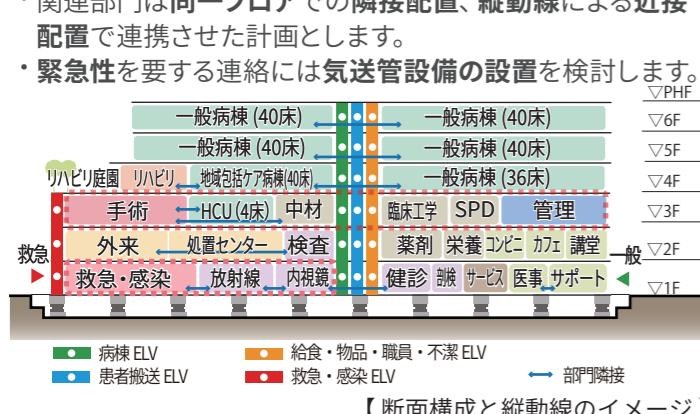 ・関連部門は同一フロアでの隣接配置、縦動線による近接
配置で連携させた計画とします。
・緊急性を要する連絡には気送管設備の設置を検討します。
▽PHF
一般病棟 (40床) 一般病棟 (40床) ▽6F
一般病棟 (40床) 一般病棟 (40床) ▽5F
リハビリ庭園 リハビリ 地域包括ケア病棟(40床) 一般病棟 (36床) ▽4F
手術 HCU (4床) 中材 臨床工学 SPD 管理 ▽3F
救急 外来 処置センター 検査 薬剤 栄養 コンビニ カフェ 講堂 一般 ▽2F
救急・感染 放射線 内視鏡 健診 剖検 サービス 医事 サポート ▽1F
病棟 ELV 給食・物品・職員・不潔 ELV
患者搬送 ELV 救急・感染 ELV 部門隣接
【断面構成と縦動線のイメージ